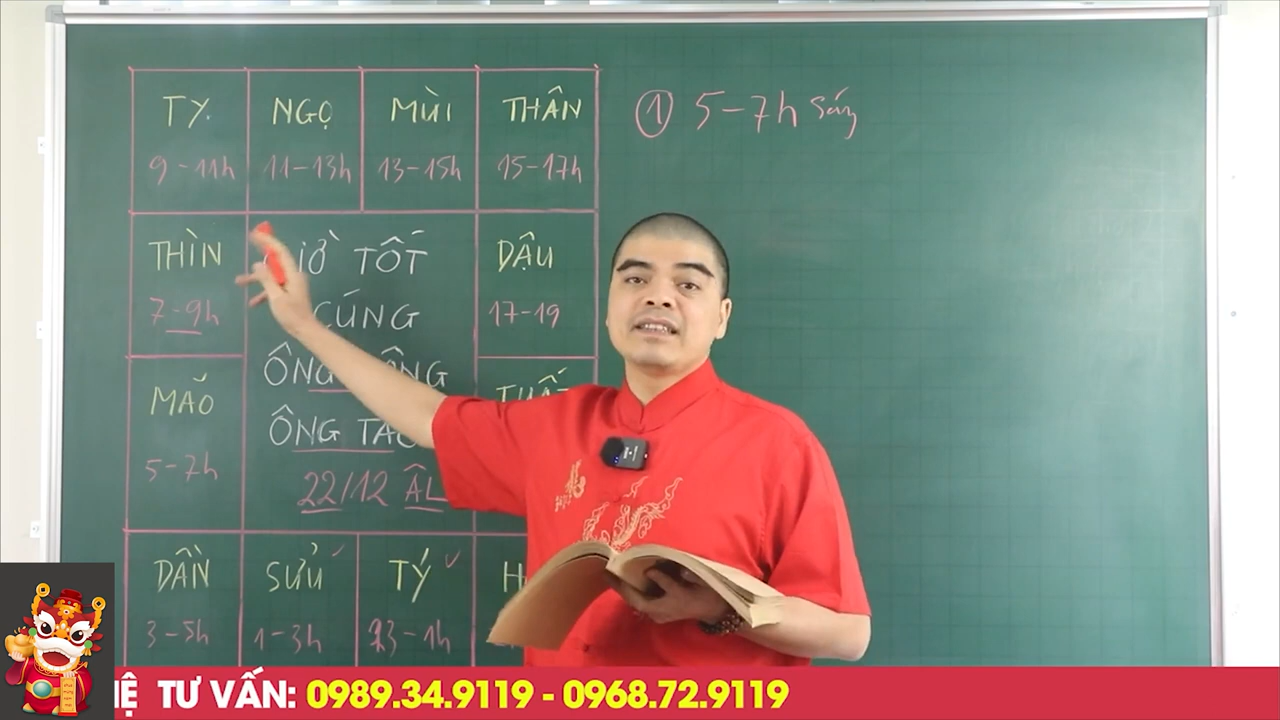 TỴ NGỌ MÙI THÂN
9-11h 11-13h 13-15h 15-17h
① 5-7h sáng
THÌN
7-9h
GIỜ TỐT
CÚNG
ÔNG
ÔNG TÁO
22/12 ÂL
DẬU
17-19
MÃO
5-7h
DẦN SỬU TÝ
3-5h 1-3h 23-1h
TƯ VẤN: 0989.34.9119 - 0968.72.9119